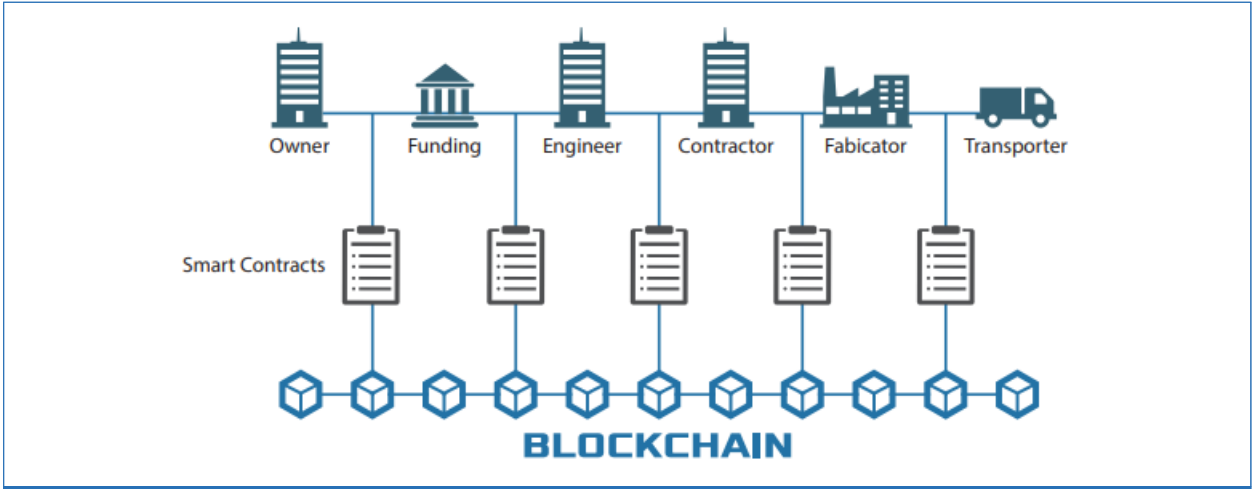 Owner
Funding
Engineer
Contractor
Fabicator
Transporter
Smart Contracts
BLOCKCHAIN